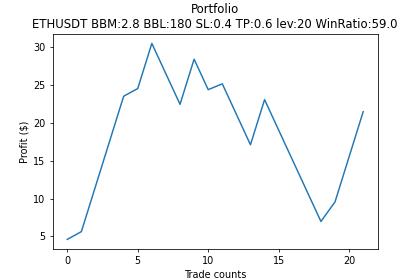 Portfolio
ETHUSDT BBM:2.8 BBL:180 SL:0.4 TP:0.6 lev:20 WinRatio:59.0
30
25
20
15
10
5
Profit ($)
0 5 10 15 20
Trade counts